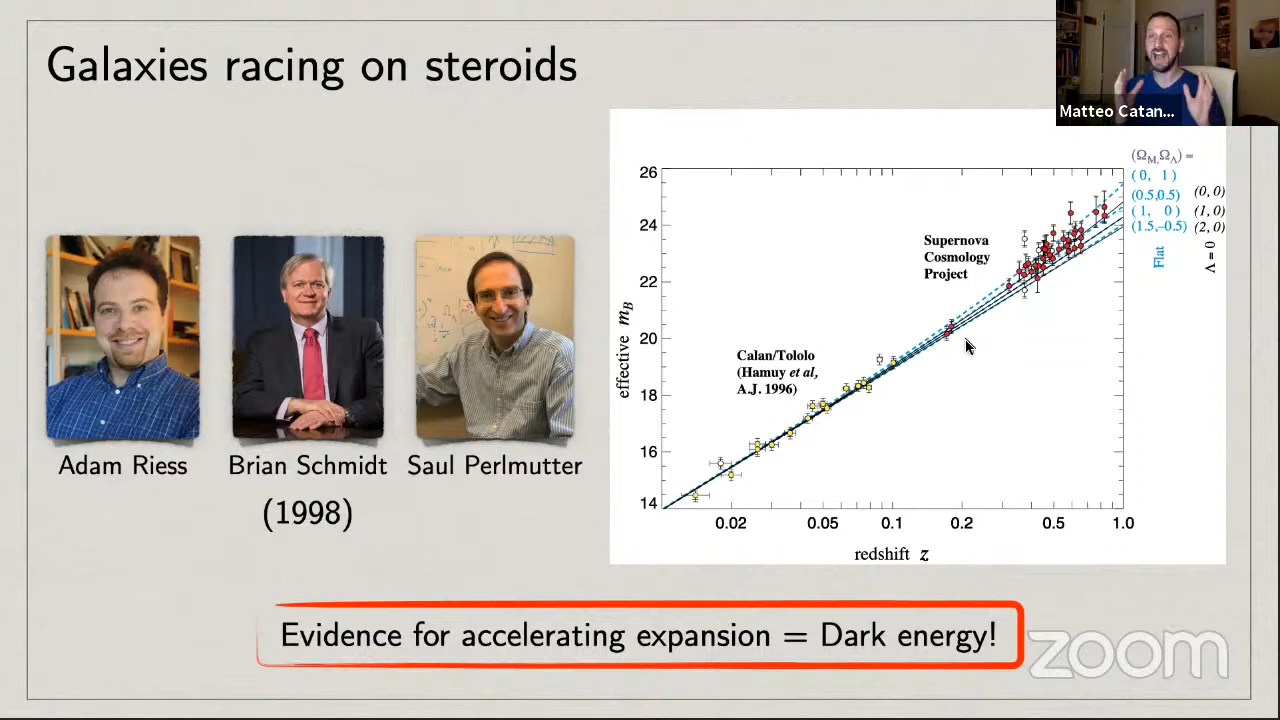 Galaxies racing on steroids
Matteo Catan...
Adam Riess
Brian Schmidt
Saul Perlmutter
(1998)
26
24
22
20
18
16
14
effective m_B
Supernova
Cosmology
Project
Calan/Tololo
(Hamuy et al,
A.J. 1996)
0.02 0.05 0.1 0.2 0.5 1.0
redshift z
(Ω_M,Ω_Λ) =
( 0, 1 )
(0.5,0.5) (0, 0)
( 1, 0 ) (1, 0)
(1.5,–0.5) (2, 0)
Flat
Λ = 0
Evidence for accelerating expansion = Dark energy!
zoom